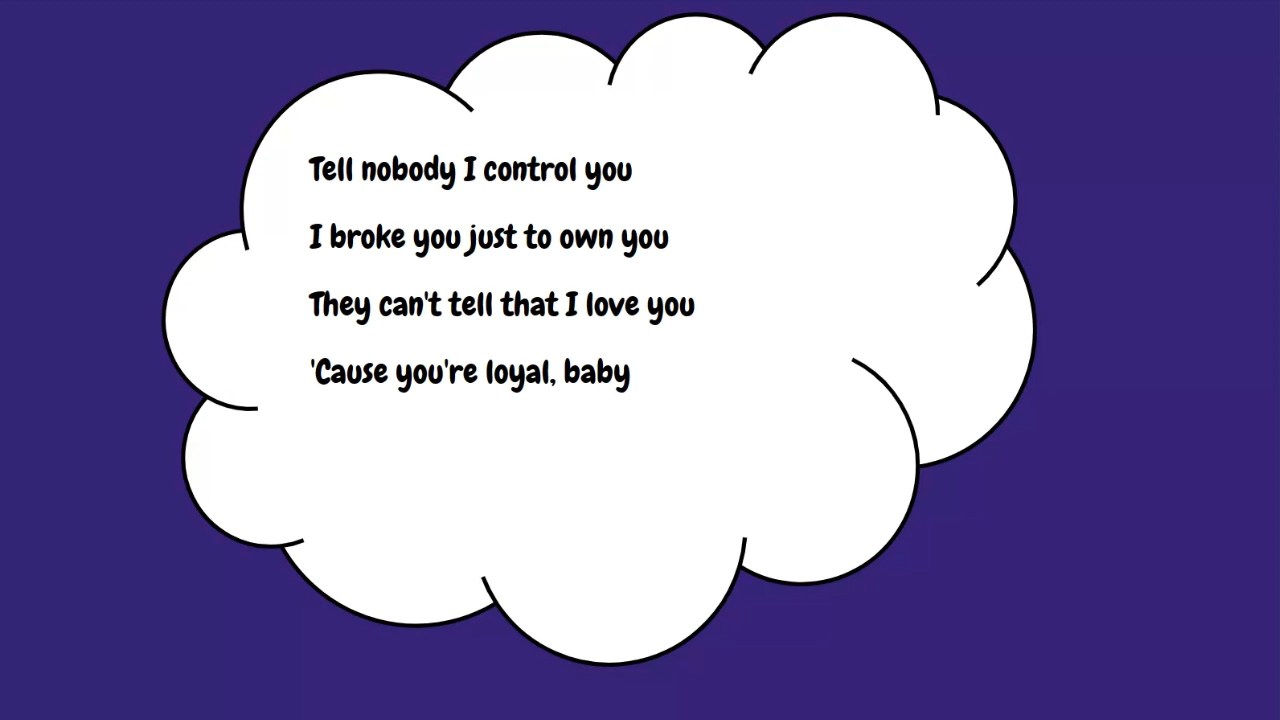 Tell nobody I control you
I broke you just to own you
They can't tell that I love you
'Cause you're loyal, baby